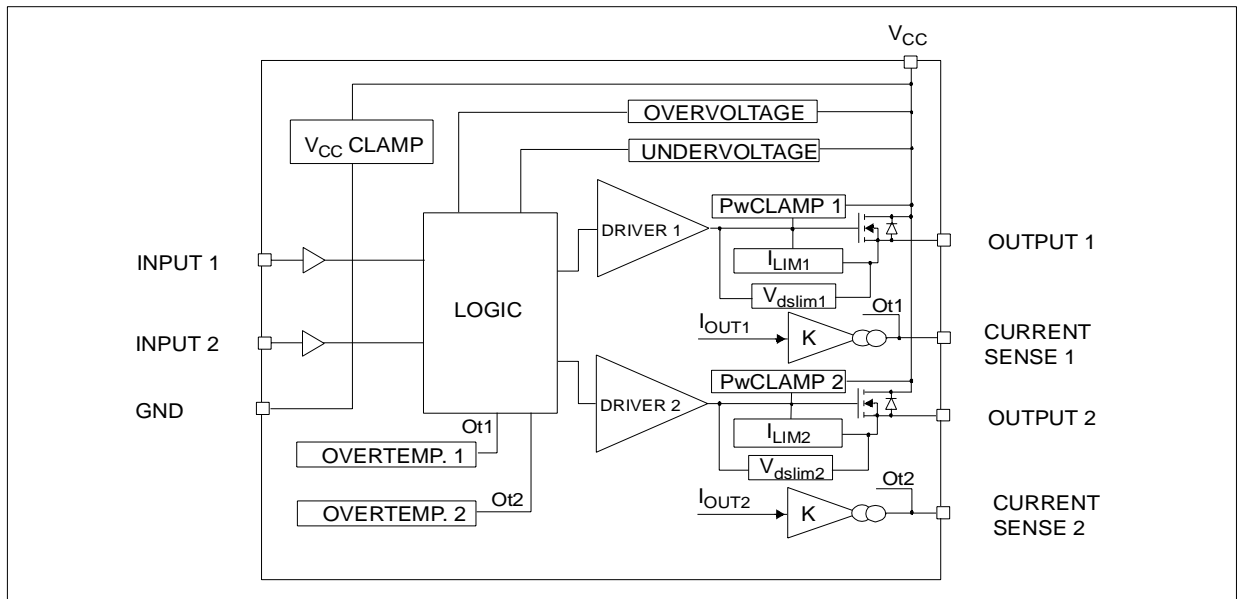 VCC
OVERVOLTAGE
VCC CLAMP
UNDERVOLTAGE
PwCLAMP 1
DRIVER 1
OUTPUT 1
INPUT 1
ILIM1
Vdslim1
LOGIC
Ot1
IOUT1
K
CURRENT
SENSE 1
INPUT 2
PwCLAMP 2
DRIVER 2
GND
OUTPUT 2
Ot1
ILIM2
OVERTEMP. 1
Vdslim2
Ot2
Ot2
IOUT2
K
CURRENT
SENSE 2
OVERTEMP. 2